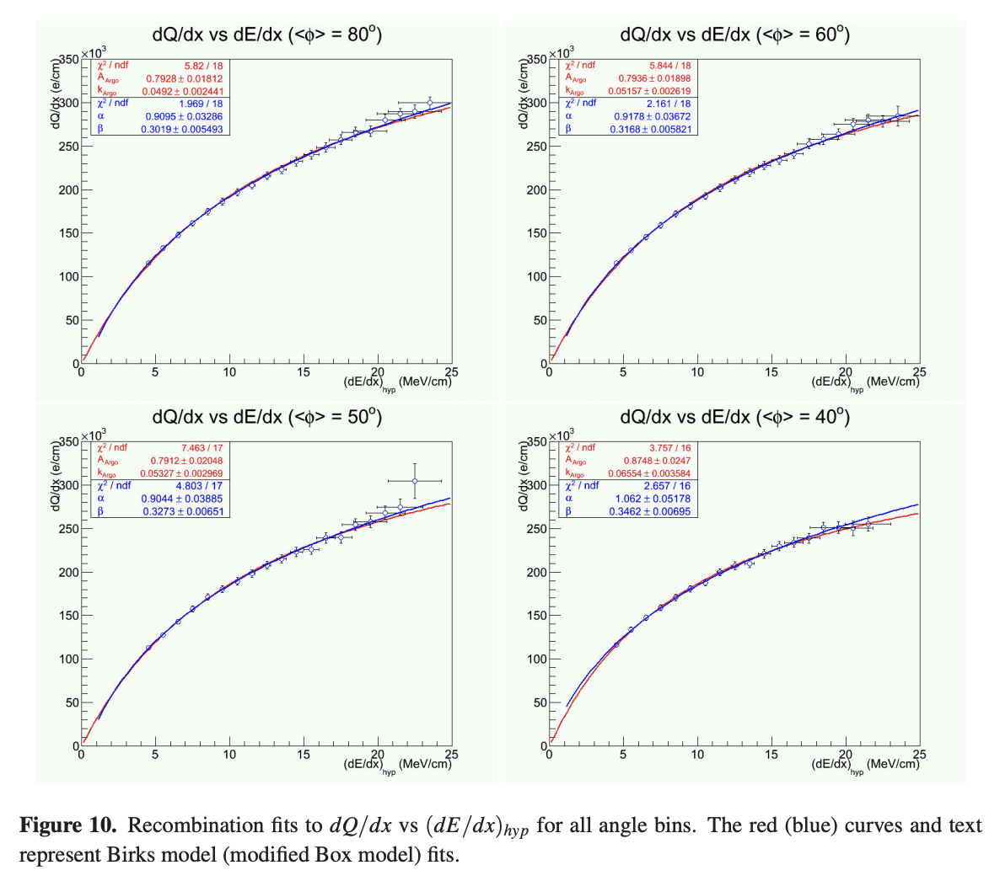 dQ/dx vs dE/dx (<ϕ> = 80°)
×10³
dQ/dx (e/cm)
350
300
250
200
150
100
50
0
χ² / ndf 5.82 / 18
A_Argo 0.7928 ± 0.01812
k_Argo 0.0492 ± 0.002441
χ² / ndf 1.969 / 18
α 0.9095 ± 0.03286
β 0.3019 ± 0.005493
0 5 10 15 20 25
(dE/dx)_hyp (MeV/cm)
dQ/dx vs dE/dx (<ϕ> = 60°)
×10³
dQ/dx (e/cm)
350
300
250
200
150
100
50
0
χ² / ndf 5.844 / 18
A_Argo 0.7936 ± 0.01898
k_Argo 0.05157 ± 0.002619
χ² / ndf 2.161 / 18
α 0.9178 ± 0.03672
β 0.3168 ± 0.005821
0 5 10 15 20 25
(dE/dx)_hyp (MeV/cm)
dQ/dx vs dE/dx (<ϕ> = 50°)
×10³
dQ/dx (e/cm)
350
300
250
200
150
100
50
0
χ² / ndf 7.463 / 17
A_Argo 0.7912 ± 0.02048
k_Argo 0.05327 ± 0.002969
χ² / ndf 4.803 / 17
α 0.9044 ± 0.03885
β 0.3273 ± 0.00651
0 5 10 15 20 25
(dE/dx)_hyp (MeV/cm)
dQ/dx vs dE/dx (<ϕ> = 40°)
×10³
dQ/dx (e/cm)
350
300
250
200
150
100
50
0
χ² / ndf 3.757 / 16
A_Argo 0.8748 ± 0.0247
k_Argo 0.06554 ± 0.003584
χ² / ndf 2.657 / 16
α 1.062 ± 0.05178
β 0.3462 ± 0.00695
0 5 10 15 20 25
(dE/dx)_hyp (MeV/cm)
Figure 10. Recombination fits to dQ/dx vs (dE/dx)_hyp for all angle bins. The red (blue) curves and text
represent Birks model (modified Box model) fits.